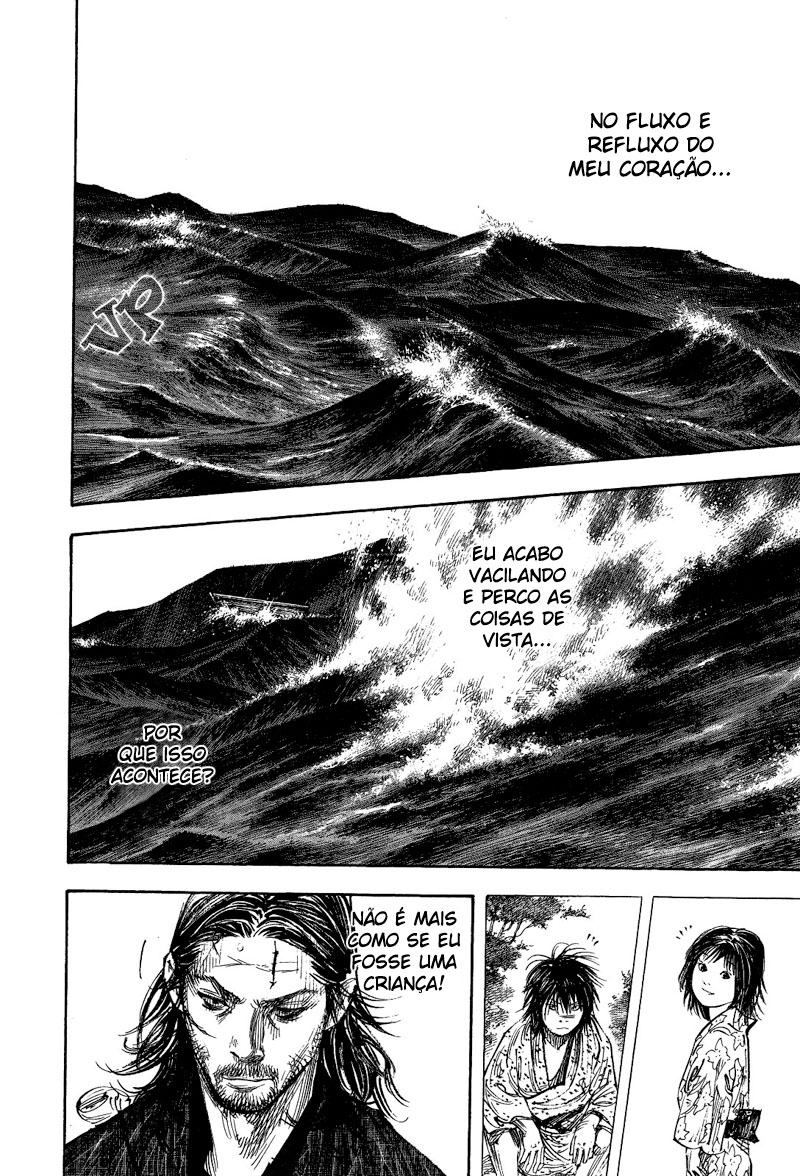 NO FLUXO E
REFLUXO DO
MEU CORAÇÃO...
VP
EU ACABO
VACILANDO
E PERCO AS
COISAS DE
VISTA...
POR
QUE ISSO
ACONTECE?
NÃO É MAIS
COMO SE EU
FOSSE UMA
CRIANÇA!